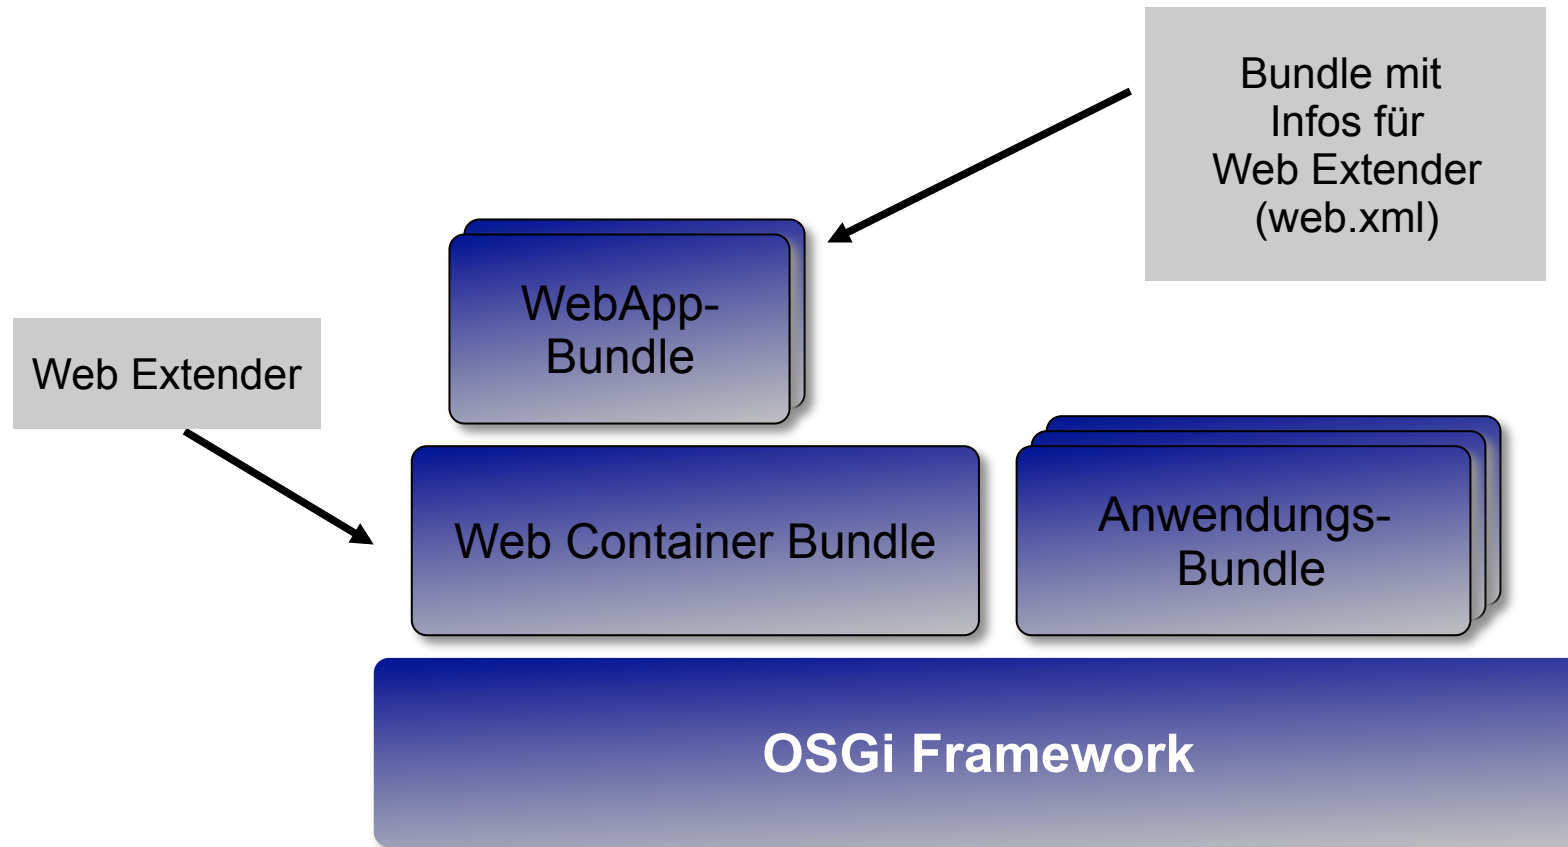 Bundle mit
Infos für
Web Extender
(web.xml)
WebApp-
Bundle
Web Extender
Web Container Bundle
Anwendungs-
Bundle
OSGi Framework